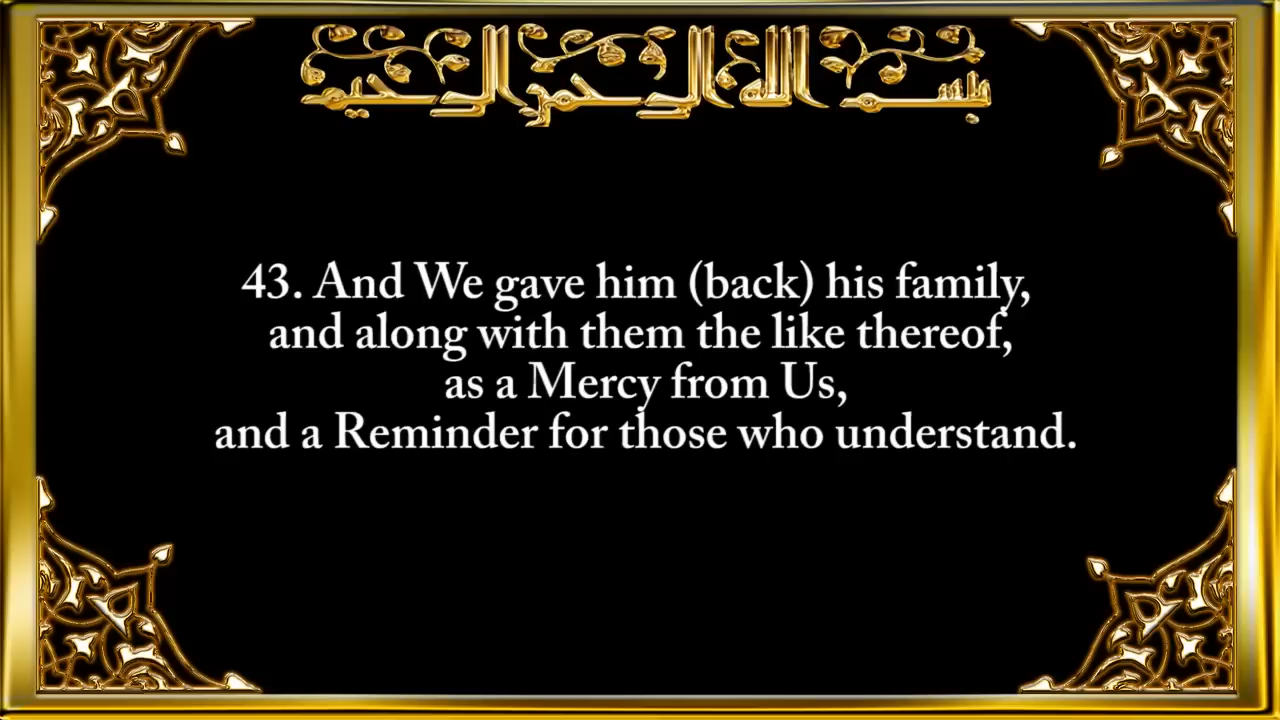 بسم الله الرحمن الرحيم
43. And We gave him (back) his family,
and along with them the like thereof,
as a Mercy from Us,
and a Reminder for those who understand.